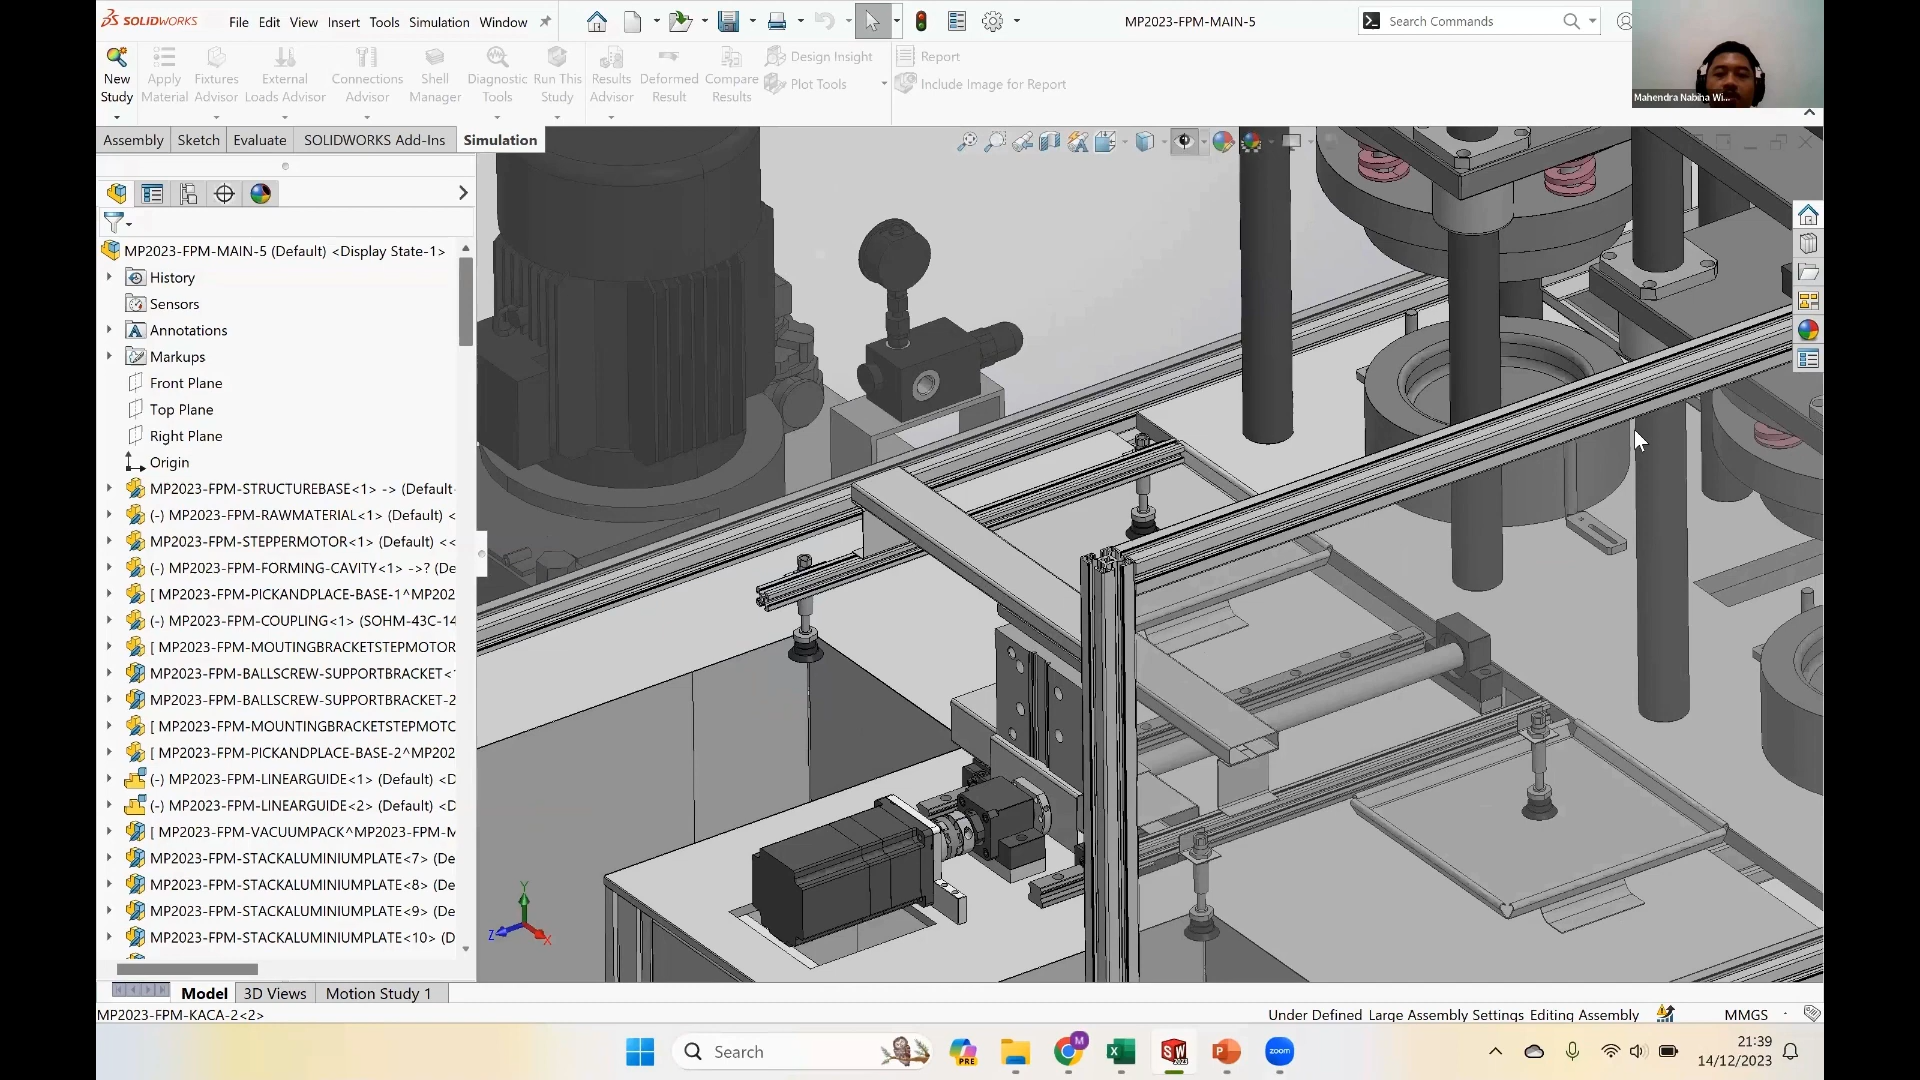 SOLIDWORKS
File Edit View Insert Tools Simulation Window
MP2023-FPM-MAIN-5
Search Commands
New Study
Apply Material
Fixtures Advisor
External Loads Advisor
Connections Advisor
Shell Manager
Diagnostic Tools
Run This Study
Results Advisor
Deformed Result
Compare Results
Design Insight
Plot Tools
Report
Include Image for Report
Mahendra Nabiha Wi...
Assembly Sketch Evaluate SOLIDWORKS Add-Ins Simulation
MP2023-FPM-MAIN-5 (Default) <Display State-1>
History
Sensors
Annotations
Markups
Front Plane
Top Plane
Right Plane
Origin
MP2023-FPM-STRUCTUREBASE<1> -> (Default
(-) MP2023-FPM-RAWMATERIAL<1> (Default) <
MP2023-FPM-STEPPERMOTOR<1> (Default) <<
(-) MP2023-FPM-FORMING-CAVITY<1> ->? (De
[ MP2023-FPM-PICKANDPLACE-BASE-1^MP202
(-) MP2023-FPM-COUPLING<1> (SOHM-43C-14
[ MP2023-FPM-MOUTINGBRACKETSTEPMOTOR
MP2023-FPM-BALLSCREW-SUPPORTBRACKET<1
MP2023-FPM-BALLSCREW-SUPPORTBRACKET-2
[ MP2023-FPM-MOUNTINGBRACKETSTEPMOTC
[ MP2023-FPM-PICKANDPLACE-BASE-2^MP202
(-) MP2023-FPM-LINEARGUIDE<1> (Default) <D
(-) MP2023-FPM-LINEARGUIDE<2> (Default) <D
[ MP2023-FPM-VACUUMPACK^MP2023-FPM-M
MP2023-FPM-STACKALUMINIUMPLATE<7> (De
MP2023-FPM-STACKALUMINIUMPLATE<8> (De
MP2023-FPM-STACKALUMINIUMPLATE<9> (De
MP2023-FPM-STACKALUMINIUMPLATE<10> (D
Y
Z
X
Model 3D Views Motion Study 1
MP2023-FPM-KACA-2<2>
Under Defined Large Assembly Settings Editing Assembly MMGS
Search
PRE
M
SW
zoom
21:39
14/12/2023